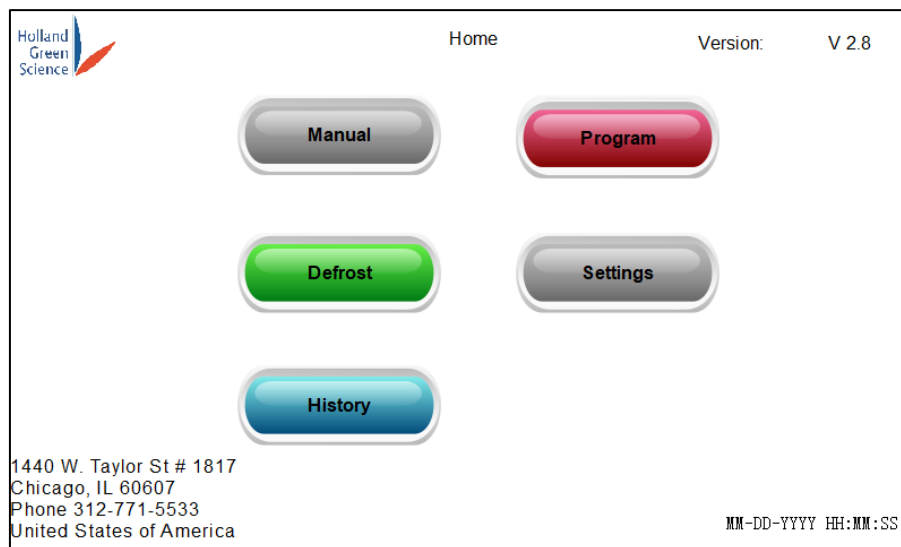 Holland
Green
Science
Home
Version: V 2.8
Manual
Program
Defrost
Settings
History
1440 W. Taylor St # 1817
Chicago, IL 60607
Phone 312-771-5533
United States of America
MM-DD-YYYY HH:MM:SS